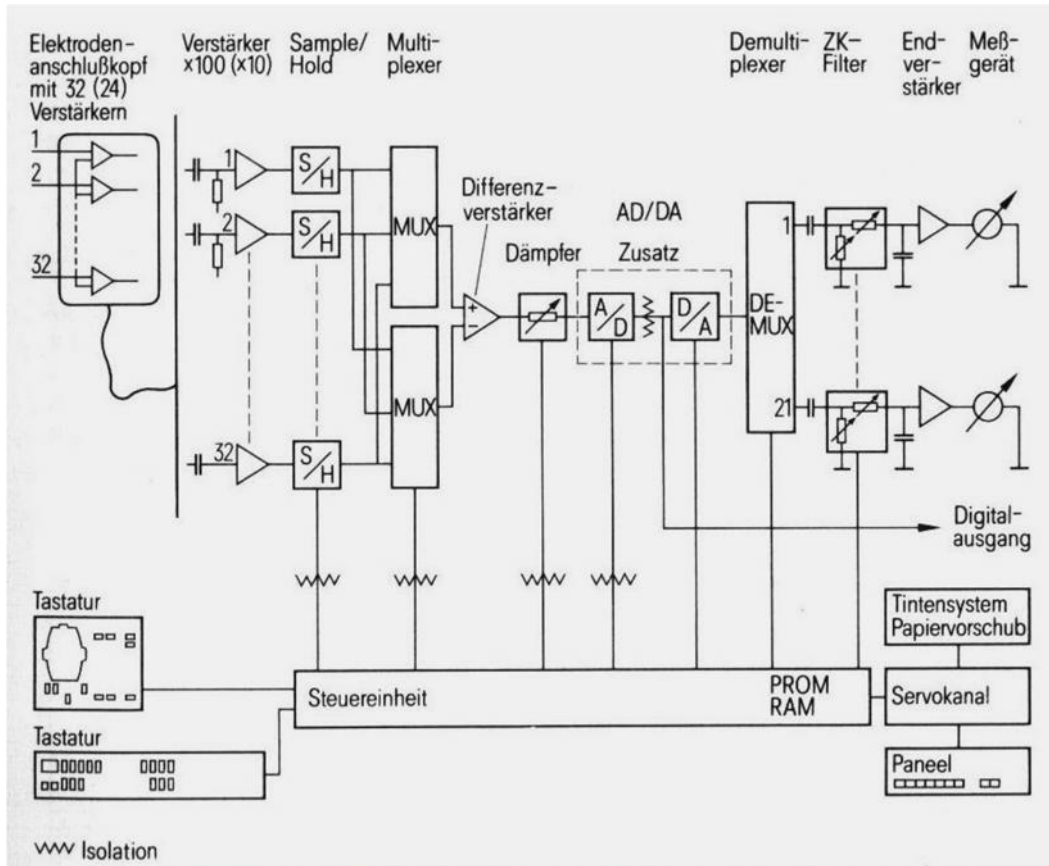 Elektroden-
anschlußkopf
mit 32 (24)
Verstärkern
Verstärker
×100 (×10)
Sample/
Hold
Multi-
plexer
Demulti-
plexer
ZK-
Filter
End-
ver-
stärker
Meß-
gerät
1
2
32
1
2
32
S/H
S/H
S/H
MUX
MUX
Differenz-
verstärker
+
−
Dämpfer
AD/DA
Zusatz
A/D
D/A
DE-
MUX
1
21
Digital-
ausgang
Tastatur
Tastatur
Steuereinheit
PROM
RAM
Tintensystem
Papiervorschub
Servokanal
Paneel
Isolation